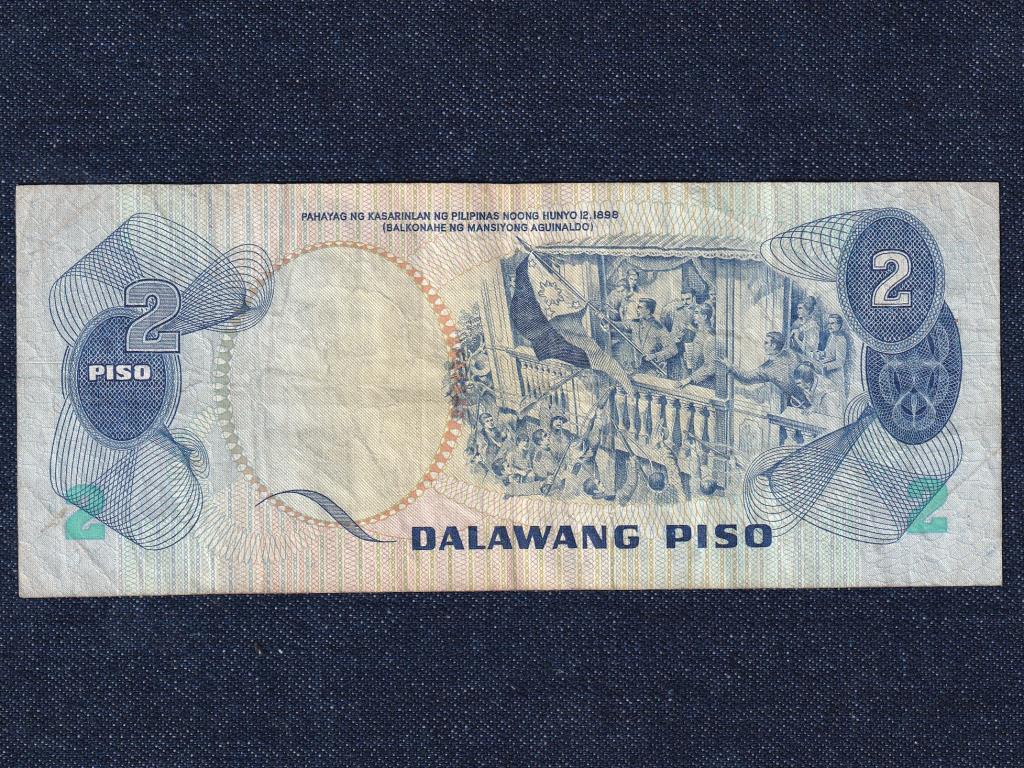 PAHAYAG NG KASARINLAN NG PILIPINAS NOONG HUNYO 12, 1898
(BALKONAHE NG MANSIYONG AGUINALDO)
2
2
PISO
2
2
DALAWANG PISO